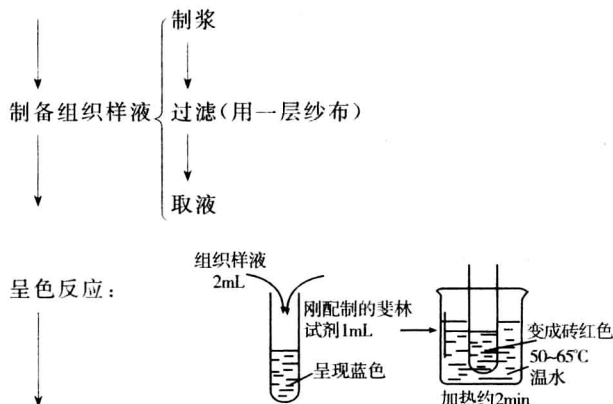 制浆
制备组织样液
过滤(用一层纱布)
取液
呈色反应:
组织样液
2mL
刚配制的斐林
试剂1mL
呈现蓝色
变成砖红色
50~65℃
温水
加热约2min